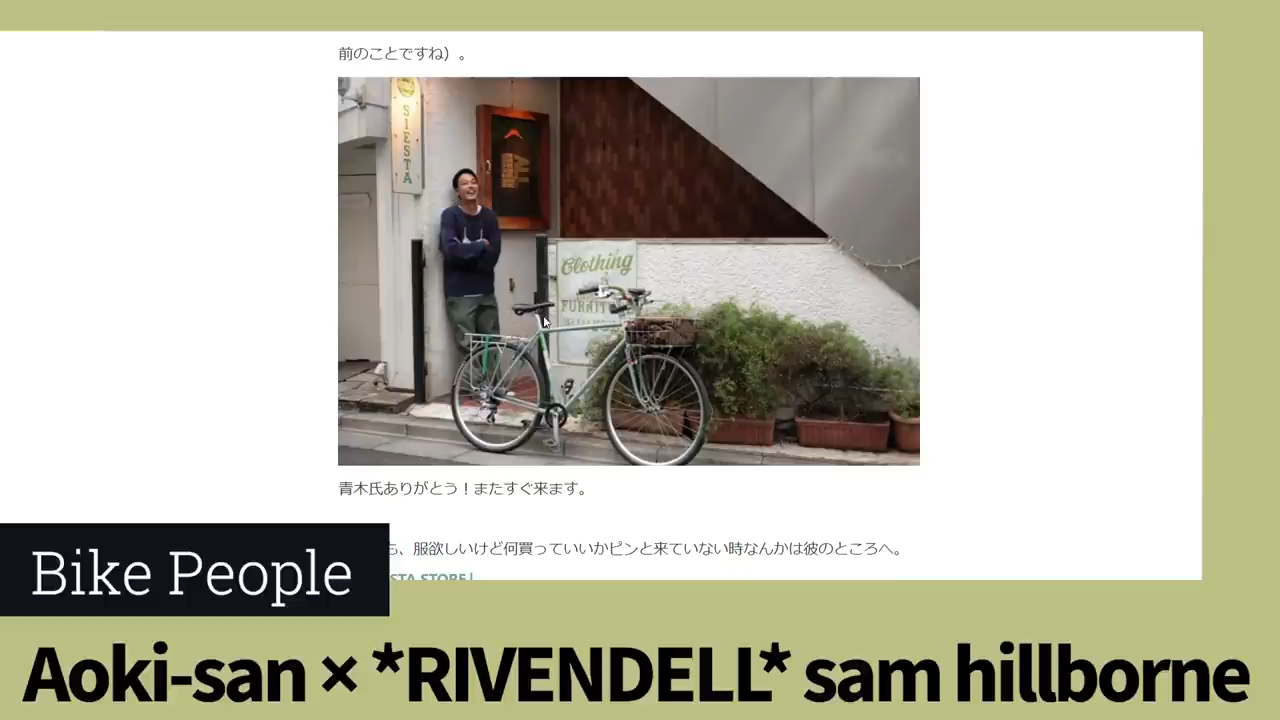 前のことですね）。
SIESTA
Clothing
青木氏ありがとう！またすぐ来ます。
、服欲しいけど何買っていいかピンと来ていない時なんかは彼のところへ。
STA STORE |
Bike People
Aoki-san × *RIVENDELL* sam hillborne